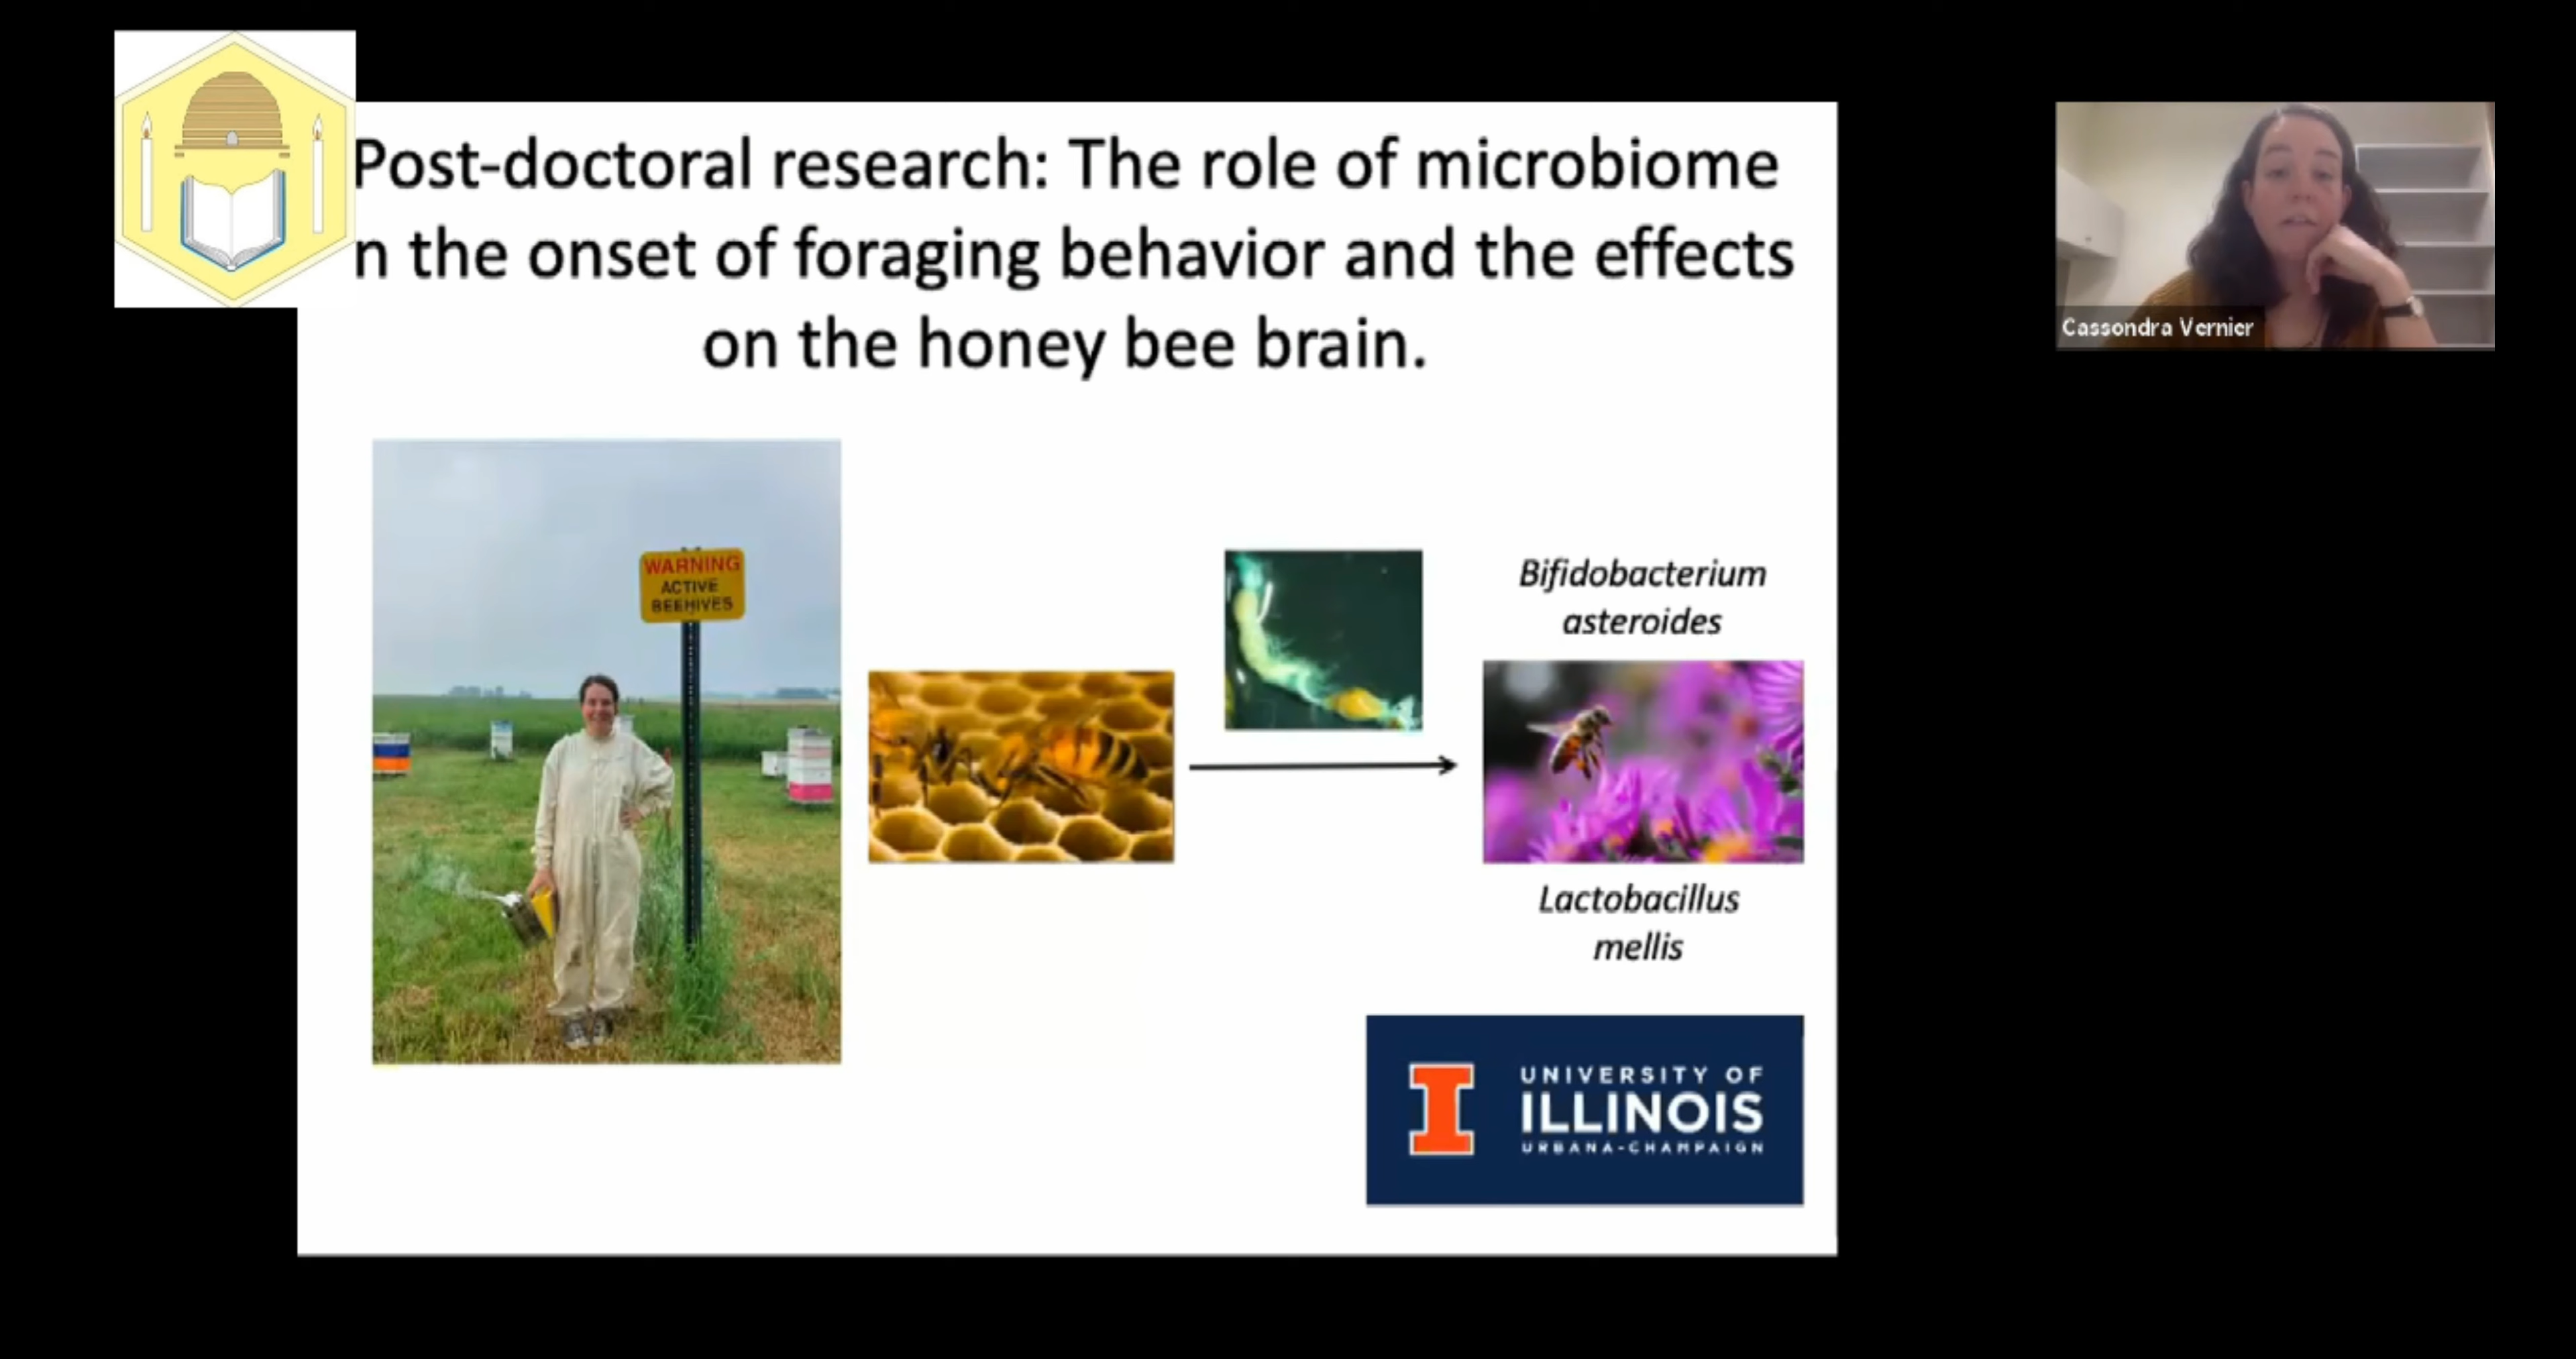 Post-doctoral research: The role of microbiome
n the onset of foraging behavior and the effects
on the honey bee brain.
Cassondra Vernier
WARNING
ACTIVE
BEEHIVES
Bifidobacterium
asteroides
Lactobacillus
mellis
I
UNIVERSITY OF
ILLINOIS
URBANA-CHAMPAIGN